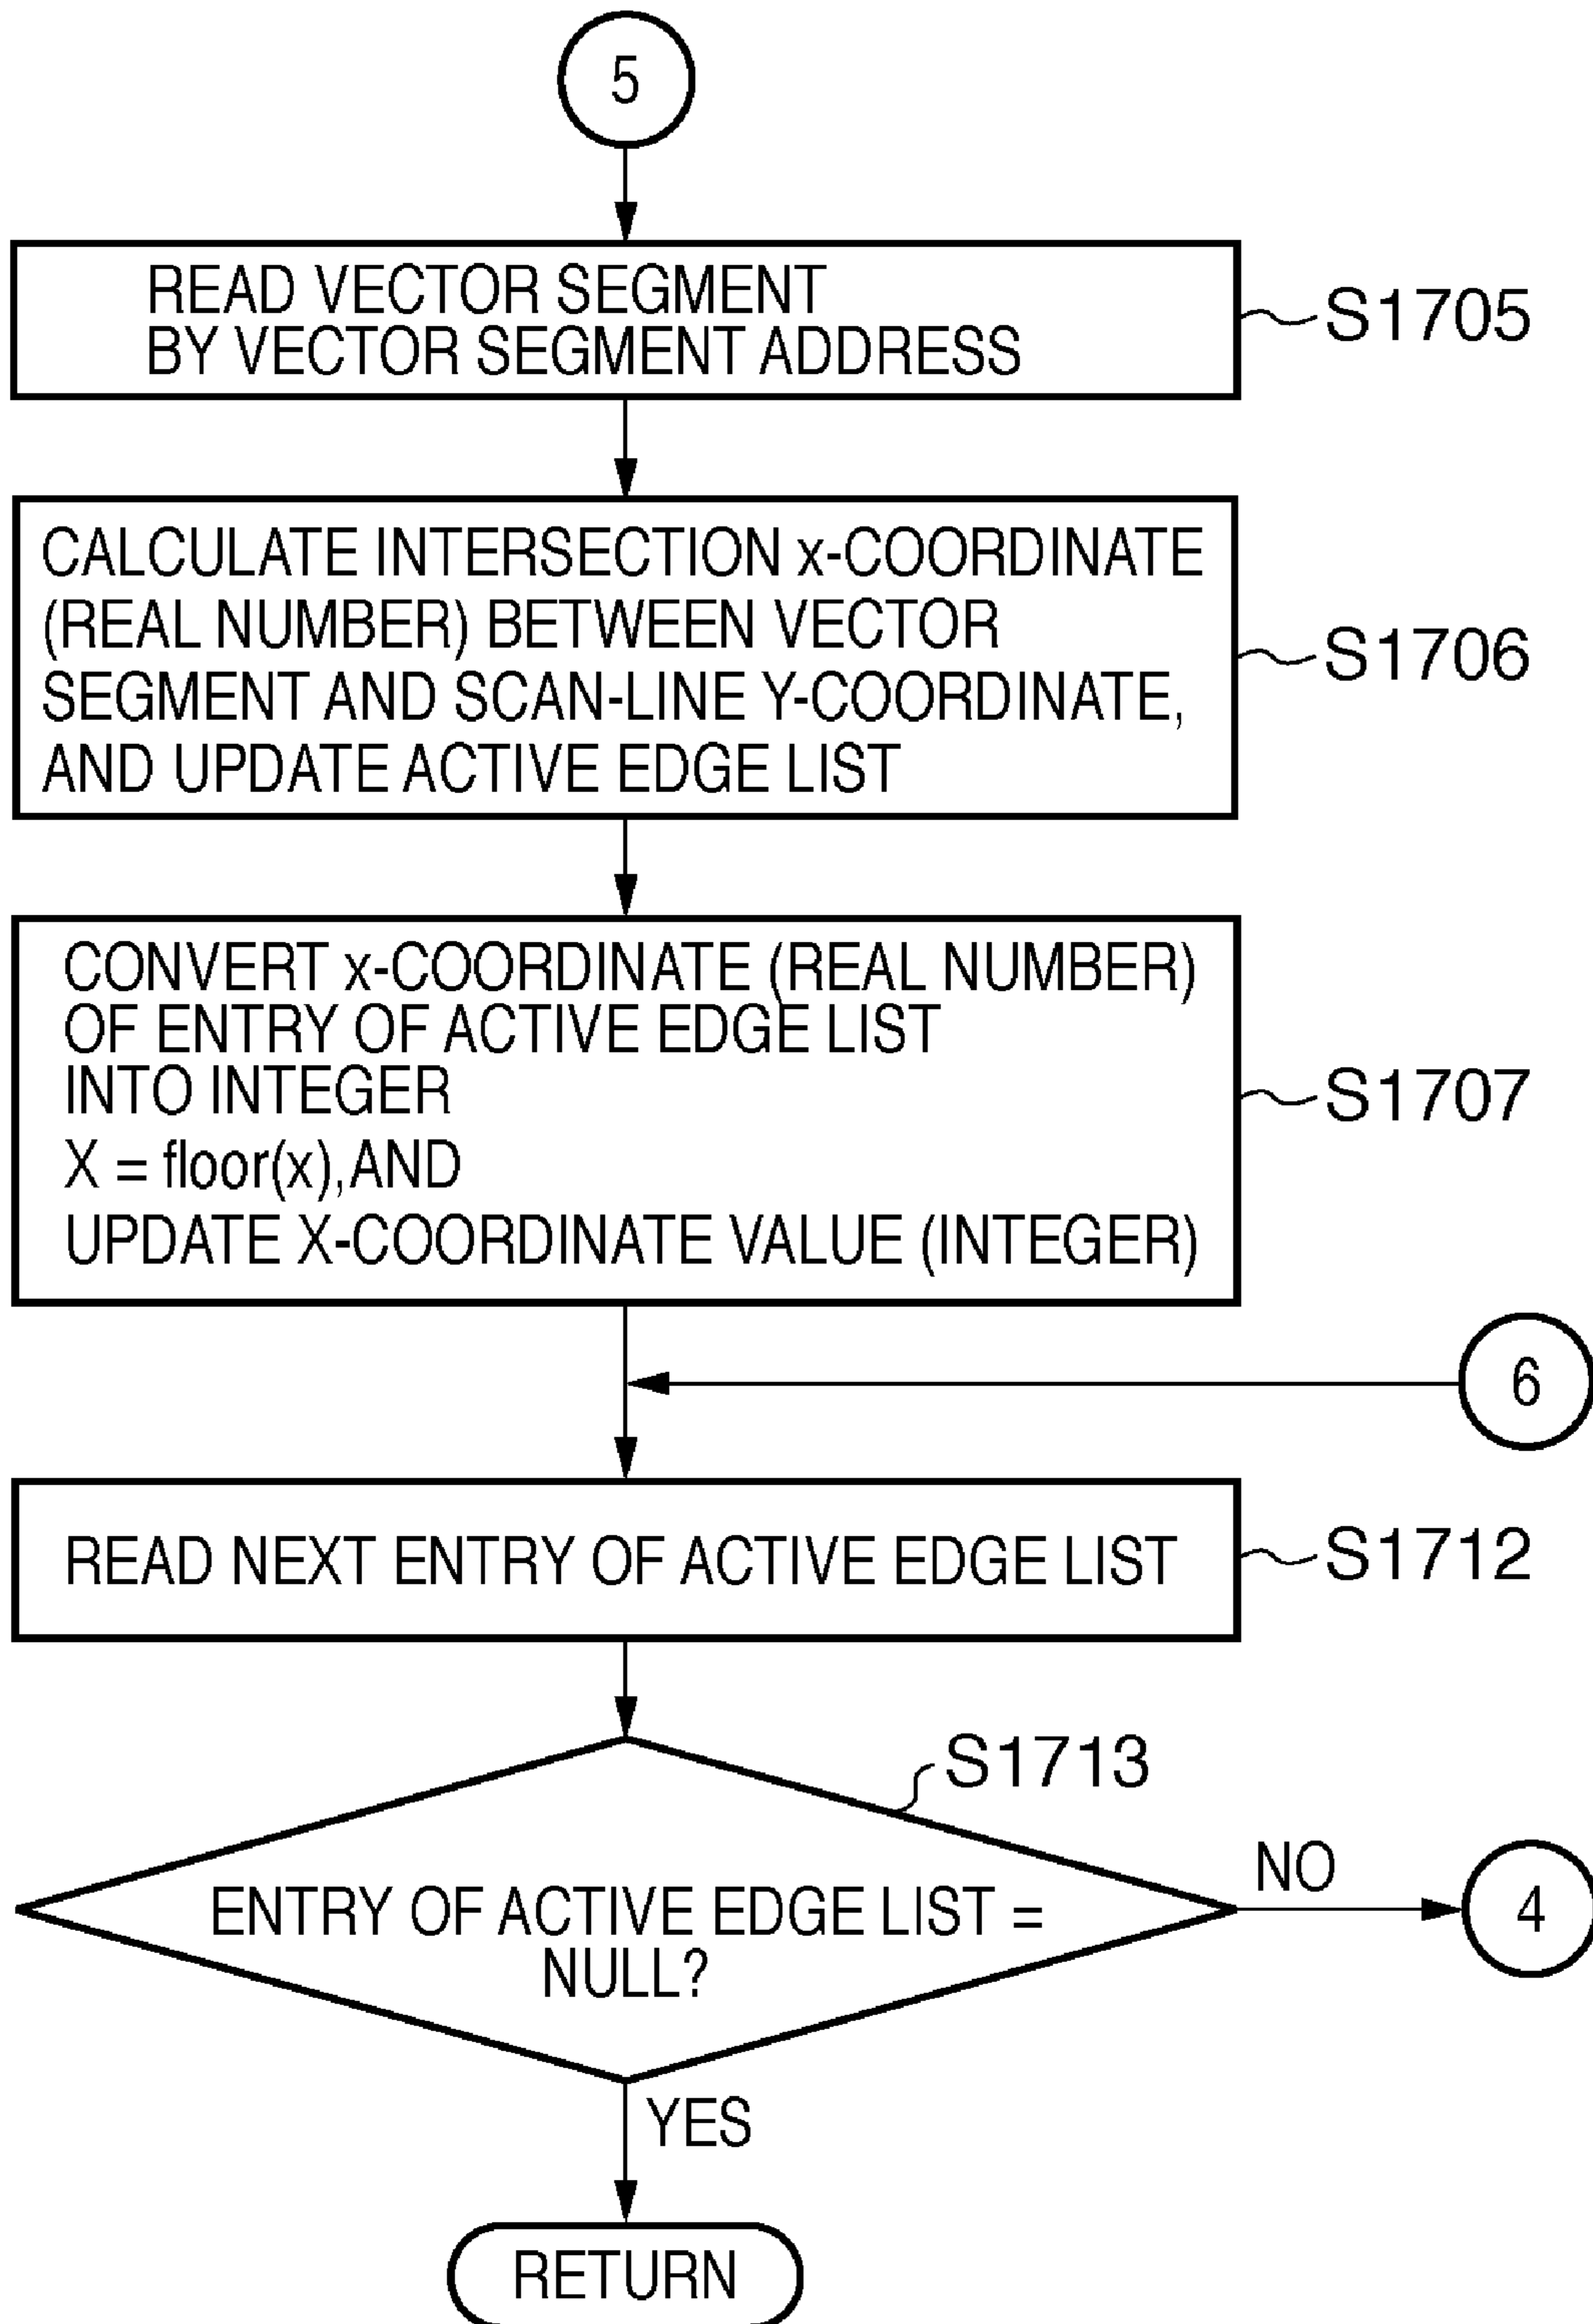 5
READ VECTOR SEGMENT
BY VECTOR SEGMENT ADDRESS
S1705
CALCULATE INTERSECTION x-COORDINATE
(REAL NUMBER) BETWEEN VECTOR
SEGMENT AND SCAN-LINE Y-COORDINATE,
AND UPDATE ACTIVE EDGE LIST
S1706
CONVERT x-COORDINATE (REAL NUMBER)
OF ENTRY OF ACTIVE EDGE LIST
INTO INTEGER
X = floor(x),AND
UPDATE X-COORDINATE VALUE (INTEGER)
S1707
6
READ NEXT ENTRY OF ACTIVE EDGE LIST
S1712
S1713
ENTRY OF ACTIVE EDGE LIST =
NULL?
NO
4
YES
RETURN